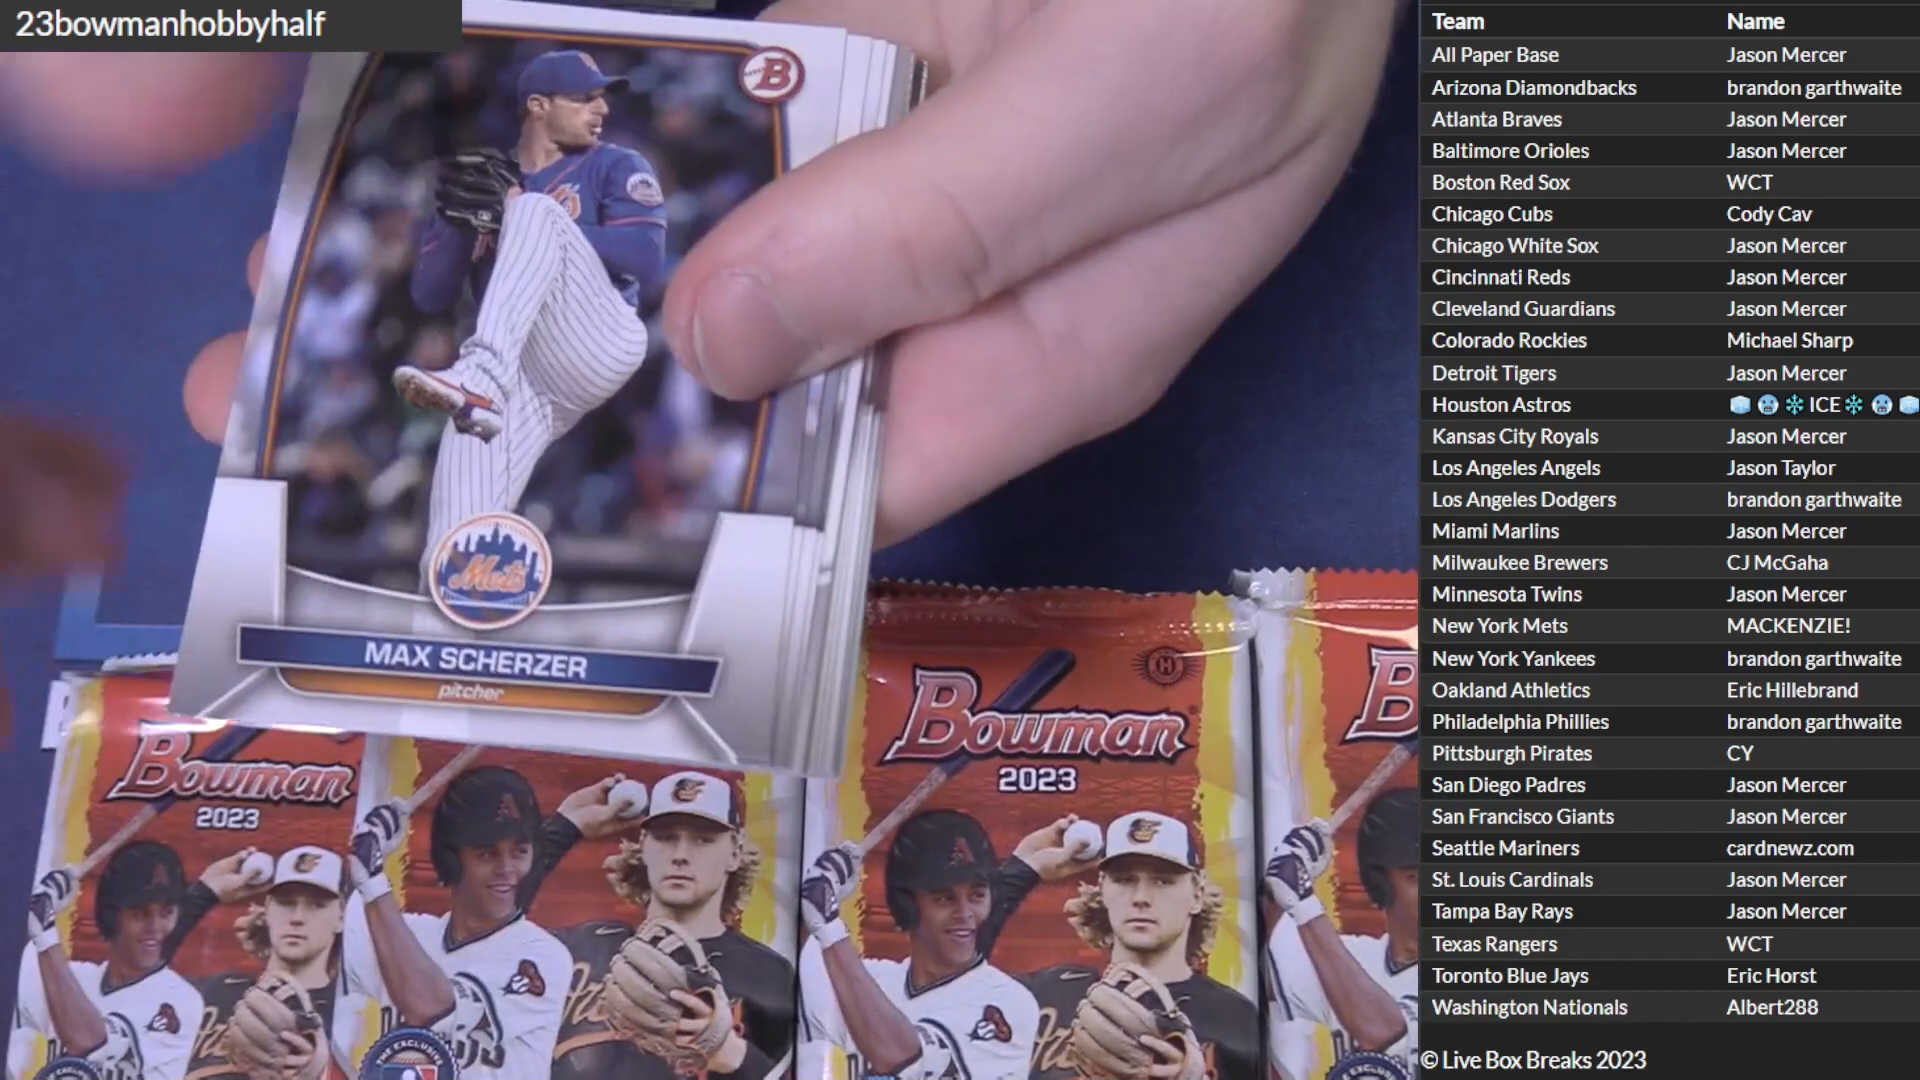 23bowmanhobbyhalf
B
Mets
MAX SCHERZER
pitcher
Bowman
2023
Bowman
2023
B
THE EXCLUSIVE
Team Name
All Paper Base Jason Mercer
Arizona Diamondbacks brandon garthwaite
Atlanta Braves Jason Mercer
Baltimore Orioles Jason Mercer
Boston Red Sox WCT
Chicago Cubs Cody Cav
Chicago White Sox Jason Mercer
Cincinnati Reds Jason Mercer
Cleveland Guardians Jason Mercer
Colorado Rockies Michael Sharp
Detroit Tigers Jason Mercer
Houston Astros 🧊🥶❄️ICE❄️🥶🧊
Kansas City Royals Jason Mercer
Los Angeles Angels Jason Taylor
Los Angeles Dodgers brandon garthwaite
Miami Marlins Jason Mercer
Milwaukee Brewers CJ McGaha
Minnesota Twins Jason Mercer
New York Mets MACKENZIE!
New York Yankees brandon garthwaite
Oakland Athletics Eric Hillebrand
Philadelphia Phillies brandon garthwaite
Pittsburgh Pirates CY
San Diego Padres Jason Mercer
San Francisco Giants Jason Mercer
Seattle Mariners cardnewz.com
St. Louis Cardinals Jason Mercer
Tampa Bay Rays Jason Mercer
Texas Rangers WCT
Toronto Blue Jays Eric Horst
Washington Nationals Albert288
© Live Box Breaks 2023